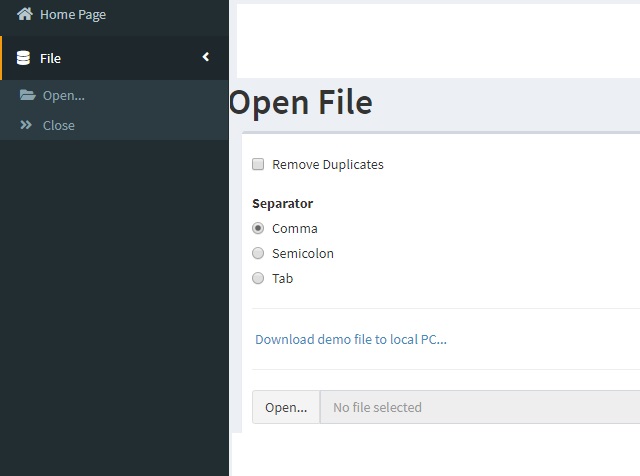 Home Page
File
Open...
Close
Open File
Remove Duplicates
Separator
Comma
Semicolon
Tab
Download demo file to local PC...
Open... No file selected